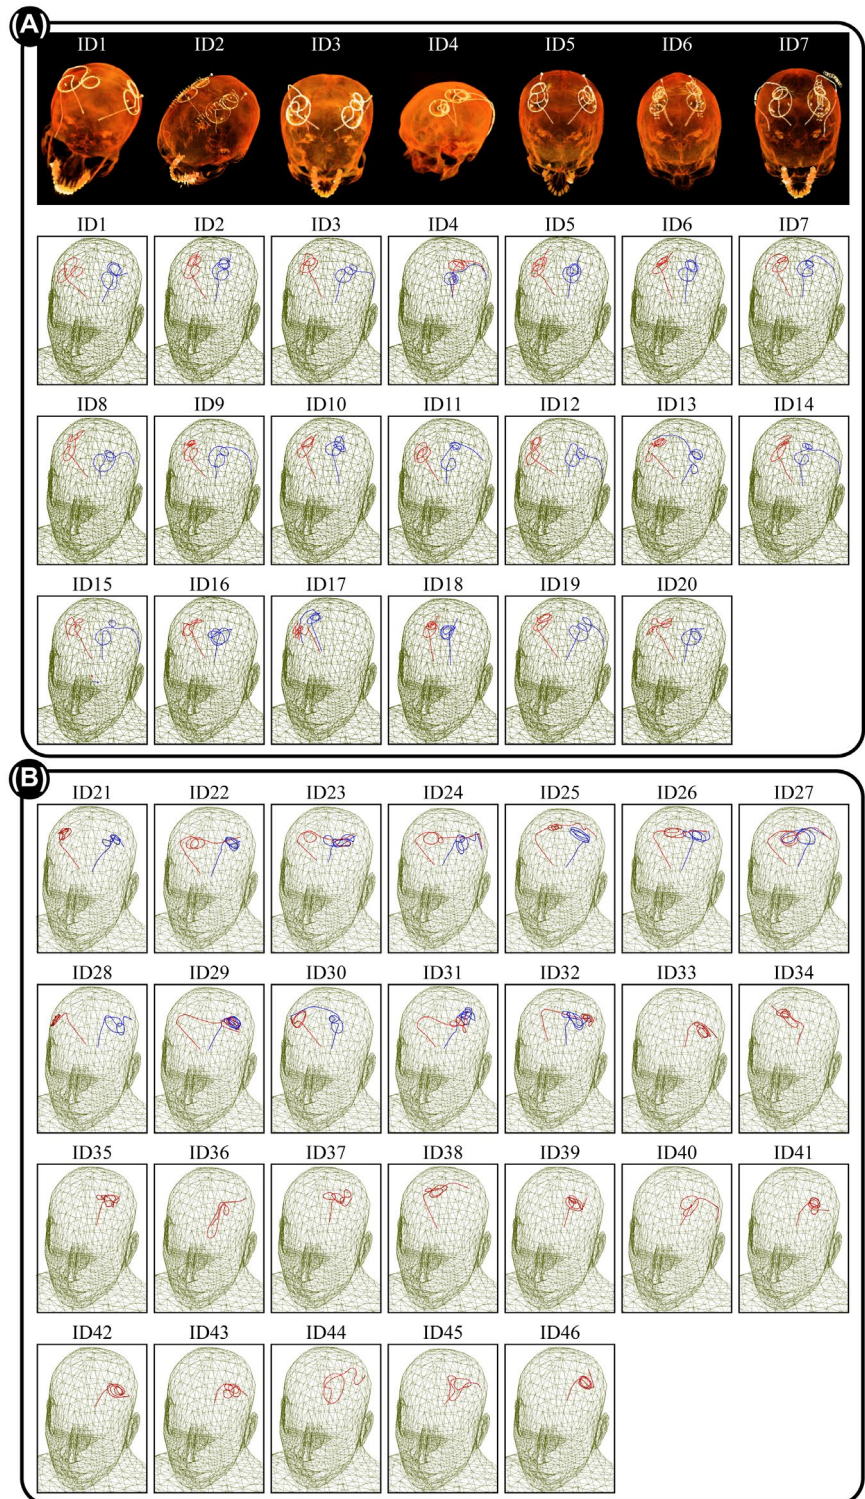 (A)
ID1 ID2 ID3 ID4 ID5 ID6 ID7
ID1 ID2 ID3 ID4 ID5 ID6 ID7
ID8 ID9 ID10 ID11 ID12 ID13 ID14
ID15 ID16 ID17 ID18 ID19 ID20
(B)
ID21 ID22 ID23 ID24 ID25 ID26 ID27
ID28 ID29 ID30 ID31 ID32 ID33 ID34
ID35 ID36 ID37 ID38 ID39 ID40 ID41
ID42 ID43 ID44 ID45 ID46